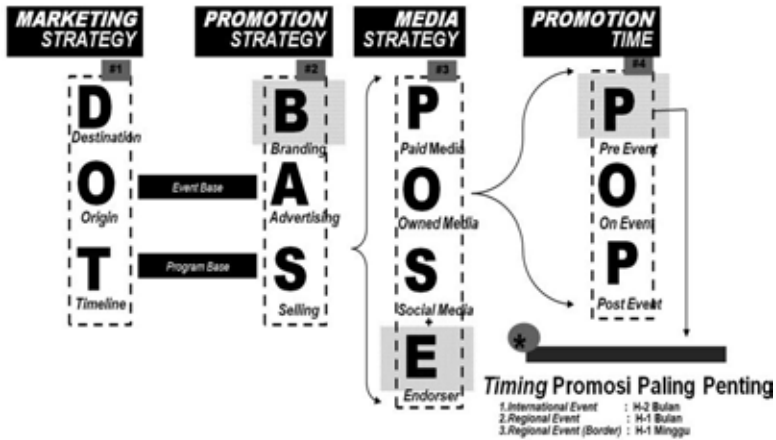 MARKETING
STRATEGY
#1
D
Destination
O
Origin
T
Timeline
Event Base
Program Base
PROMOTION
STRATEGY
#2
B
Branding
A
Advertising
S
Selling
MEDIA
STRATEGY
#3
P
Paid Media
O
Owned Media
S
Social Media
+
E
Endorser
PROMOTION
TIME
#4
P
Pre Event
O
On Event
P
Post Event
*
Timing Promosi Paling Penting
1.International Event : H-2 Bulan
2.Regional Event : H-1 Bulan
3.Regional Event (Border) : H-1 Minggu